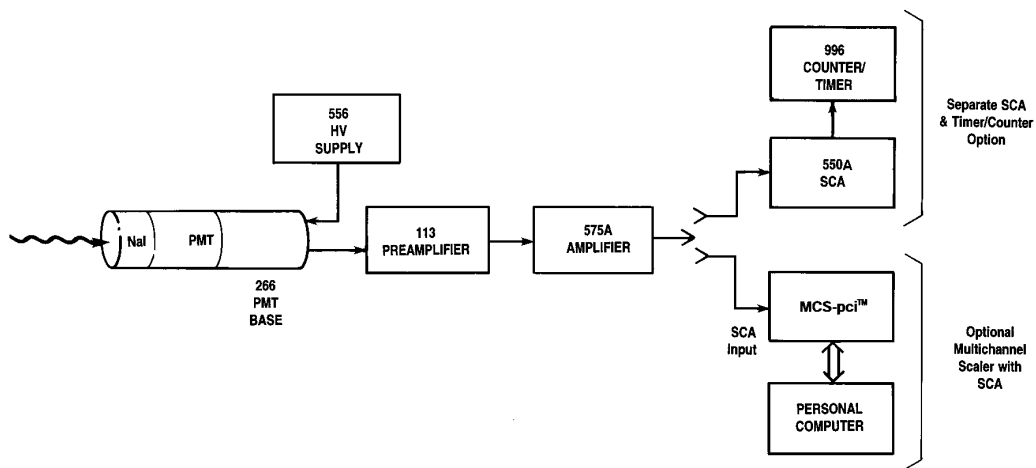 996
COUNTER/
TIMER
Separate SCA
& Timer/Counter
Option
556
HV
SUPPLY
550A
SCA
NaI
PMT
113
PREAMPLIFIER
575A
AMPLIFIER
266
PMT
BASE
SCA
Input
MCS-pci™
Optional
Multichannel
Scaler with
SCA
PERSONAL
COMPUTER